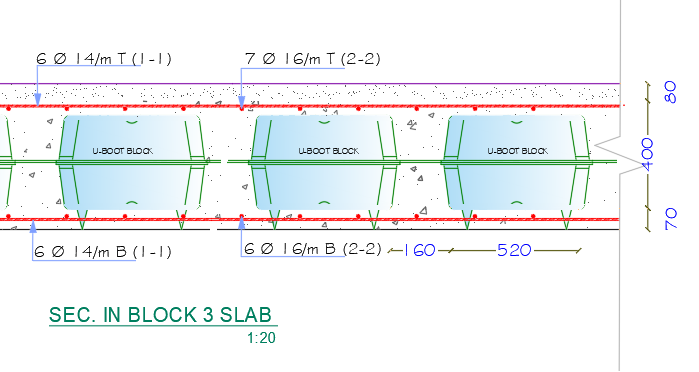 6 Ø 14/m T (1-1)
7 Ø 16/m T (2-2)
80
U-BOOT BLOCK
U-BOOT BLOCK
U-BOOT BLOCK
400
70
6 Ø 14/m B (1-1)
6 Ø 16/m B (2-2)
160
520
SEC. IN BLOCK 3 SLAB
1:20